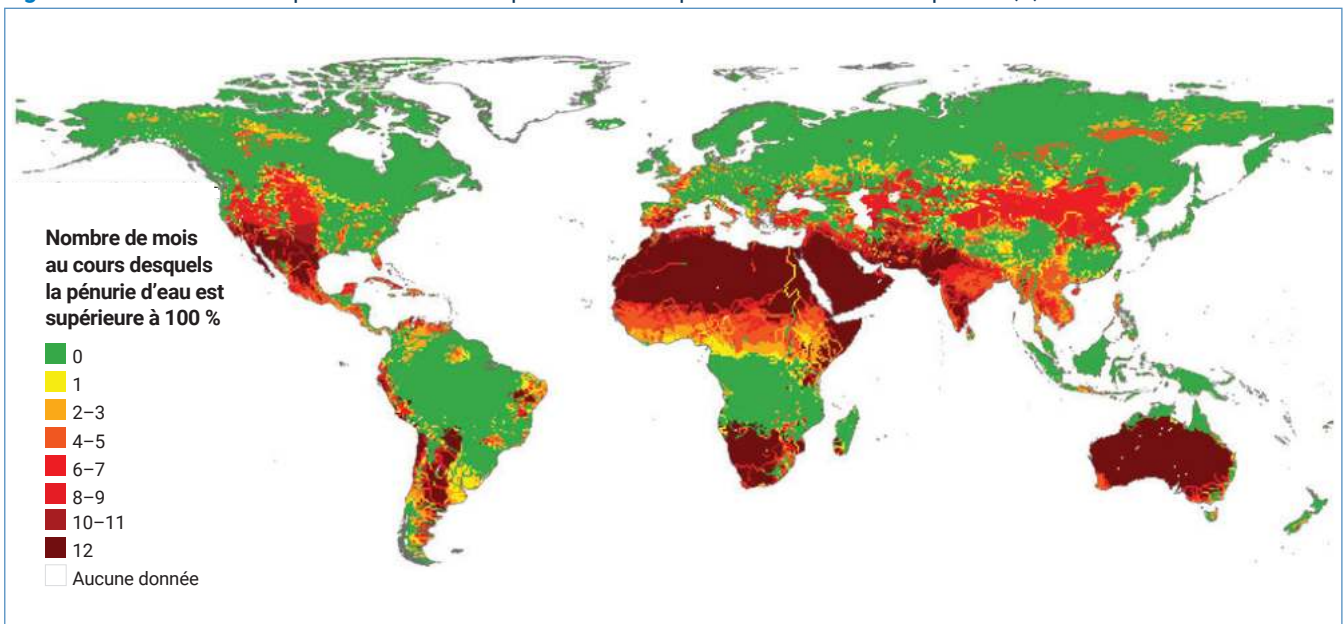 Nombre de mois
au cours desquels
la pénurie d’eau est
supérieure à 100 %
0
1
2–3
4–5
6–7
8–9
10–11
12
Aucune donnée